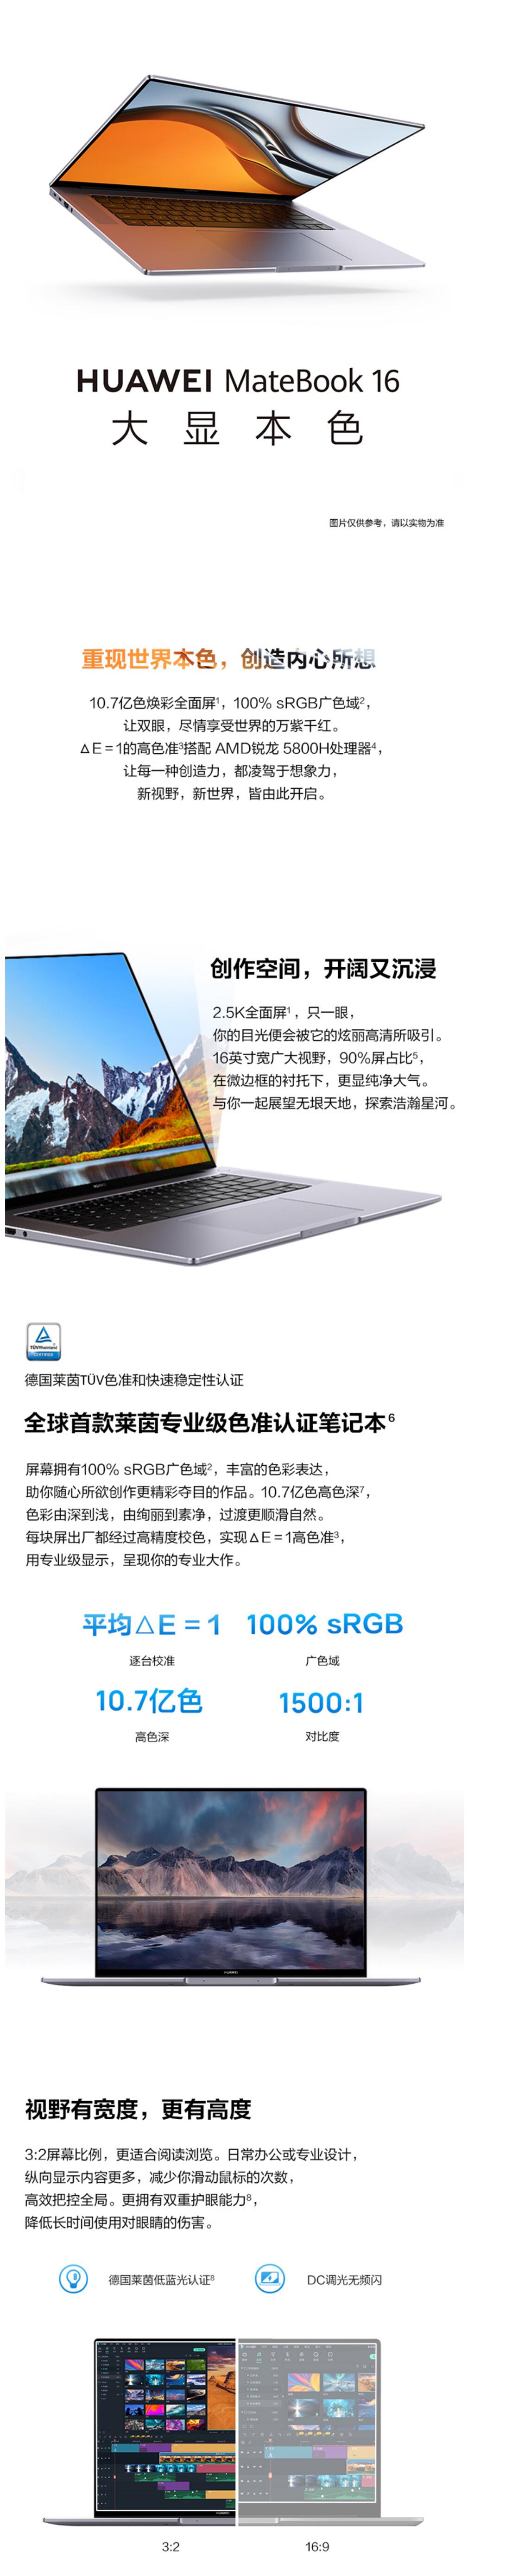 HUAWEI MateBook 16
大显本色
图片仅供参考，请以实物为准
重现世界本色，创造内心所想
10.7亿色焕彩全面屏¹，100% sRGB广色域²，
让双眼，尽情享受世界的万紫千红。
△E=1的高色准³搭配 AMD锐龙 5800H处理器⁴，
让每一种创造力，都凌驾于想象力，
新视野，新世界，皆由此开启。
创作空间，开阔又沉浸
2.5K全面屏¹，只一眼，
你的目光便会被它的炫丽高清所吸引。
16英寸宽广大视野，90%屏占比⁵，
在微边框的衬托下，更显纯净大气。
与你一起展望无垠天地，探索浩瀚星河。
TÜVRheinland
CERTIFIED
德国莱茵TÜV色准和快速稳定性认证
全球首款莱茵专业级色准认证笔记本⁶
屏幕拥有100% sRGB广色域²，丰富的色彩表达，
助你随心所欲创作更精彩夺目的作品。10.7亿色高色深⁷，
色彩由深到浅，由绚丽到素净，过渡更顺滑自然。
每块屏出厂都经过高精度校色，实现△E=1高色准³，
用专业级显示，呈现你的专业大作。
平均△E=1 100% sRGB
逐台校准 广色域
10.7亿色 1500:1
高色深 对比度
HUAWEI
视野有宽度，更有高度
3:2屏幕比例，更适合阅读浏览。日常办公或专业设计，
纵向显示内容更多，减少你滑动鼠标的次数，
高效把控全局。更拥有双重护眼能力⁸，
降低长时间使用对眼睛的伤害。
德国莱茵低蓝光认证⁸ DC调光无频闪
HUAWEI
3:2 16:9